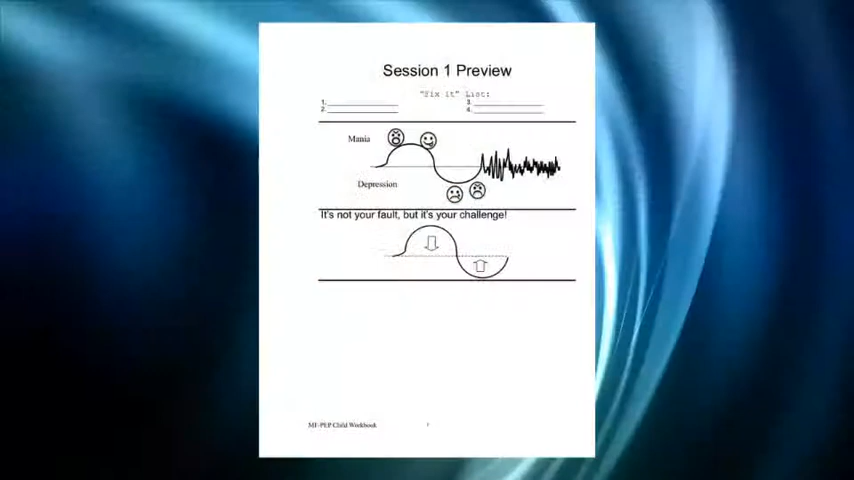 Session 1 Preview
"Fix it" List:
1. 3.
2. 4.
Mania
Depression
It's not your fault, but it's your challenge!
MF-PEP Child Workbook 1